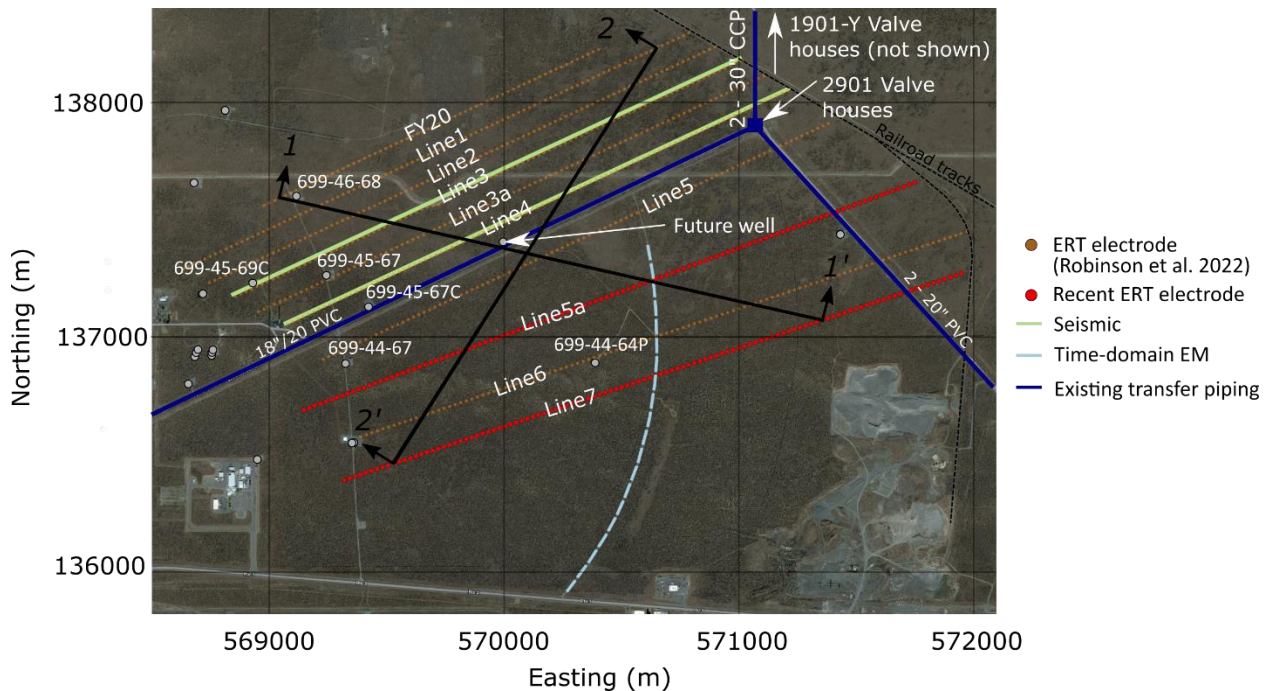 2
2 - 30" CCP
1901-Y Valve
houses (not shown)
2901 Valve
houses
138000
FY20
Line1
Line2
Line3
Line3a
Line4
Line5
Railroad tracks
1
699-46-68
Future well
699-45-69C
699-45-67
699-45-67C
1'
2 - 20" PVC
18"/20 PVC
137000
699-44-67
Line5a
699-44-64P
Line6
Line7
2'
136000
Northing (m)
569000
570000
571000
572000
Easting (m)
ERT electrode
(Robinson et al. 2022)
Recent ERT electrode
Seismic
Time-domain EM
Existing transfer piping